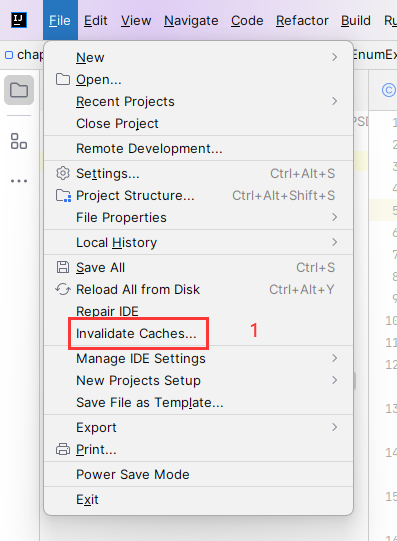 IJ File Edit View Navigate Code Refactor Build Ru
chap EnumEx
New
Open...
Recent Projects
Close Project
Remote Development...
Settings... Ctrl+Alt+S
Project Structure... Ctrl+Alt+Shift+S
File Properties
Local History
Save All Ctrl+S
Reload All from Disk Ctrl+Alt+Y
Repair IDE
Invalidate Caches... 1
Manage IDE Settings
New Projects Setup
Save File as Template...
Export
Print...
Power Save Mode
Exit
C
1
2
3
4
5
6
7
8
9
10
11
12
13
14
15
16